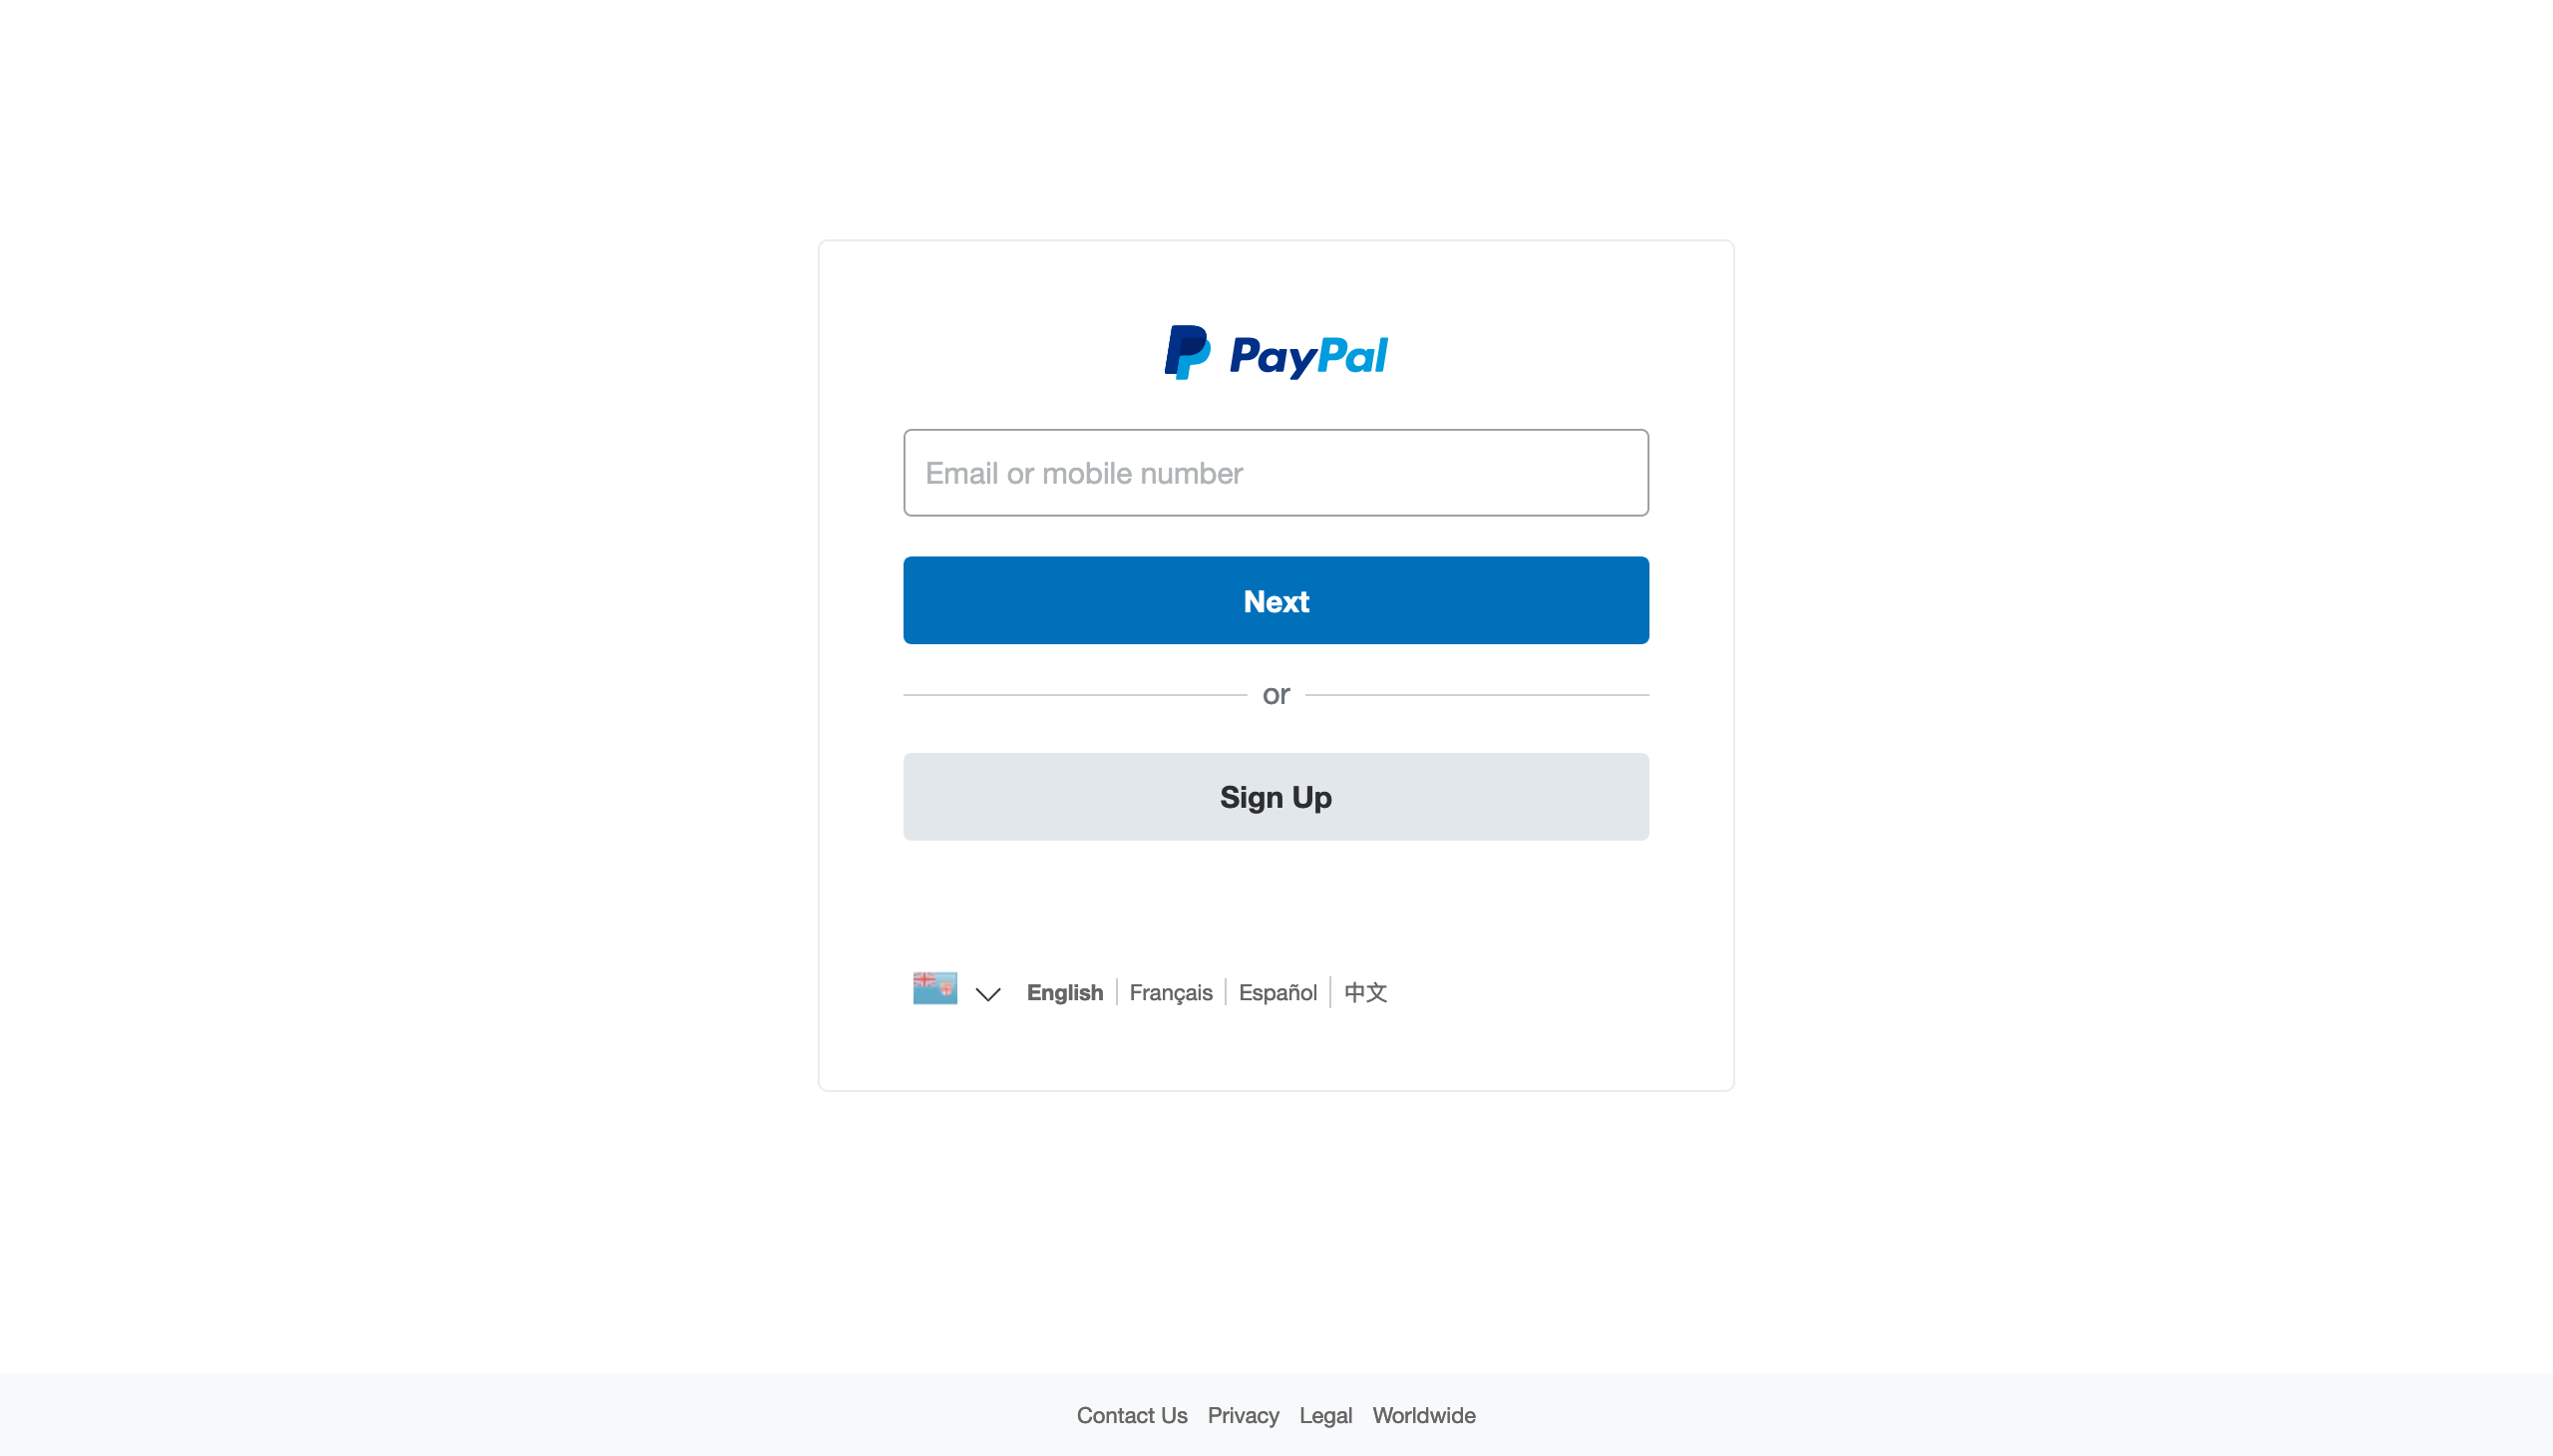 PayPal
Email or mobile number
Next
or
Sign Up
English Français Español 中文
Contact Us Privacy Legal Worldwide